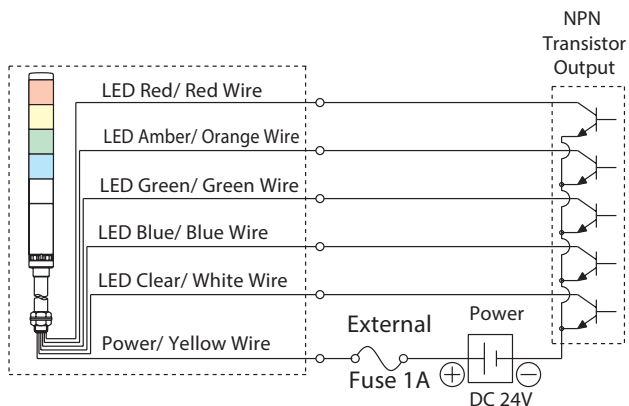 NPN
Transistor
Output
LED Red/ Red Wire
LED Amber/ Orange Wire
LED Green/ Green Wire
LED Blue/ Blue Wire
LED Clear/ White Wire
Power/ Yellow Wire
External
Fuse 1A
Power
+
−
DC 24V